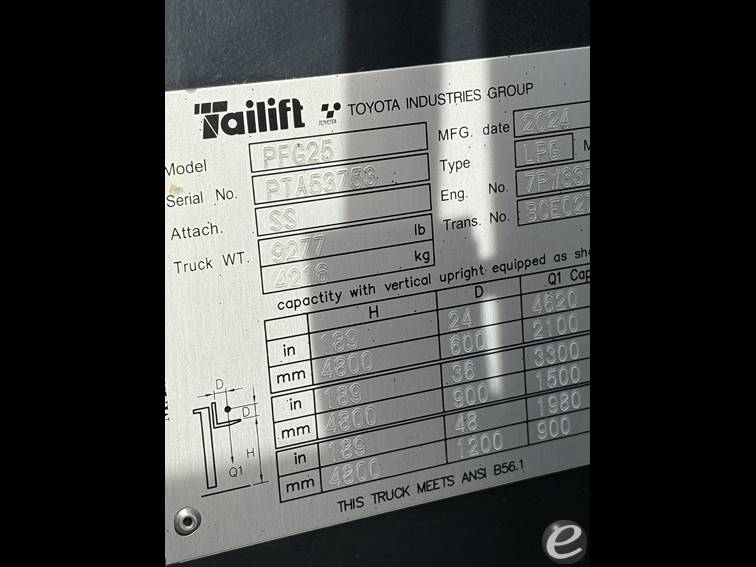 Tailift TOYOTA TOYOTA INDUSTRIES GROUP
Model PFG25 MFG. date 2024
Serial No. PTA53753 Type LPG
Attach. SS Eng. No.
Truck WT. 9277 lb Trans. No.
4216 kg
capactity with vertical upright equipped as
H D Q1
in 189 24 4620
mm 4800 600 2100
in 189 36 3300
mm 4800 900 1500
in 189 48 1980
mm 4800 1200 900
D
D
H
Q1
THIS TRUCK MEETS ANSI B56.1
e